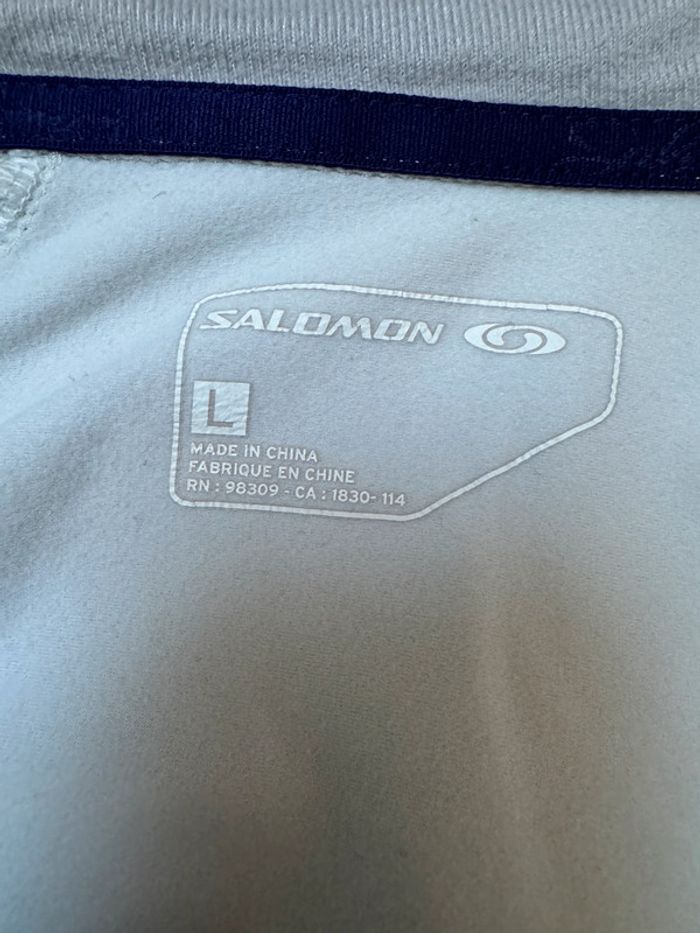 SALOMON
L
MADE IN CHINA
FABRIQUE EN CHINE
RN : 98309 - CA : 1830- 114